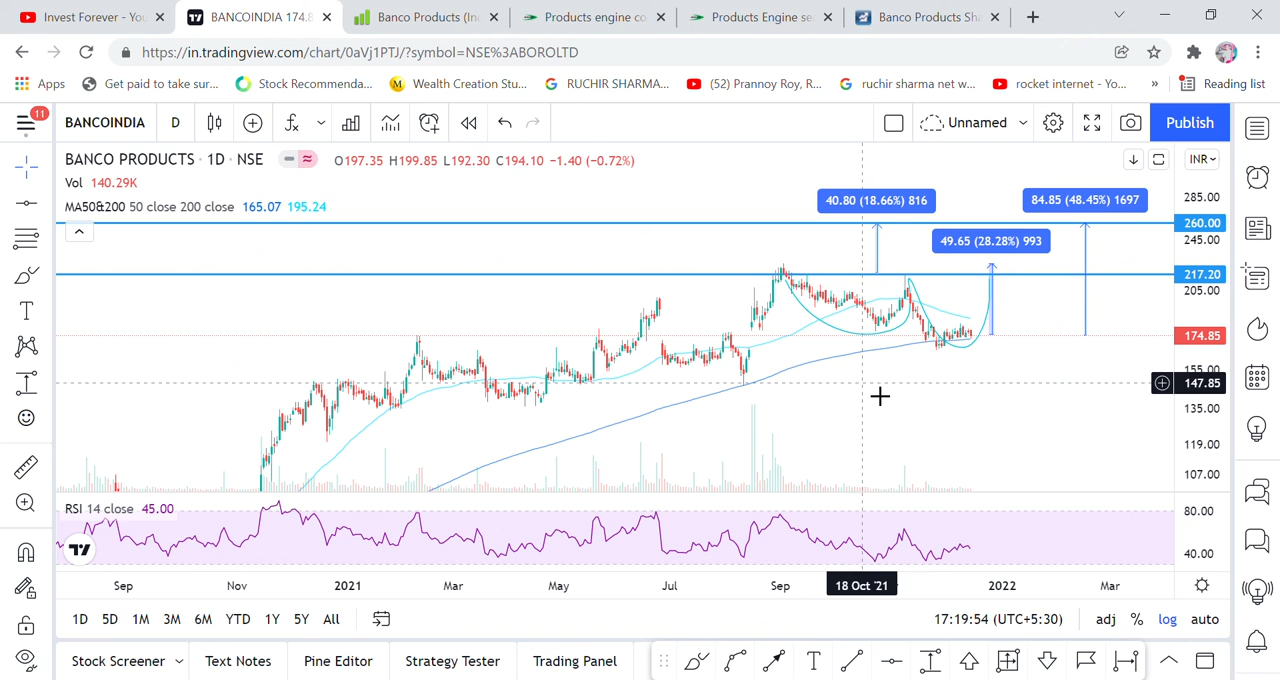 Invest Forever - You
BANCOINDIA 174.8
Banco Products (In
Products engine co
Products Engine se
Banco Products Sha
https://in.tradingview.com/chart/0aVj1PTJ/?symbol=NSE%3ABOROLTD
Apps
Get paid to take sur...
Stock Recommenda...
M
Wealth Creation Stu...
RUCHIR SHARMA...
(52) Prannoy Roy, R...
ruchir sharma net w...
rocket internet - Yo...
»
Reading list
11
BANCOINDIA
D
Unnamed
Publish
BANCO PRODUCTS · 1D · NSE
O197.35 H199.85 L192.30 C194.10 −1.40 (−0.72%)
INR
Vol 140.29K
MA50&200 50 close 200 close 165.07 195.24
40.80 (18.66%) 816
84.85 (48.45%) 1697
49.65 (28.28%) 993
285.00
260.00
245.00
217.20
205.00
174.85
155.00
147.85
135.00
119.00
107.00
RSI 14 close 45.00
80.00
40.00
Sep
Nov
2021
Mar
May
Jul
Sep
18 Oct '21
2022
Mar
1D 5D 1M 3M 6M YTD 1Y 5Y All
17:19:54 (UTC+5:30)
adj % log auto
Stock Screener
Text Notes
Pine Editor
Strategy Tester
Trading Panel